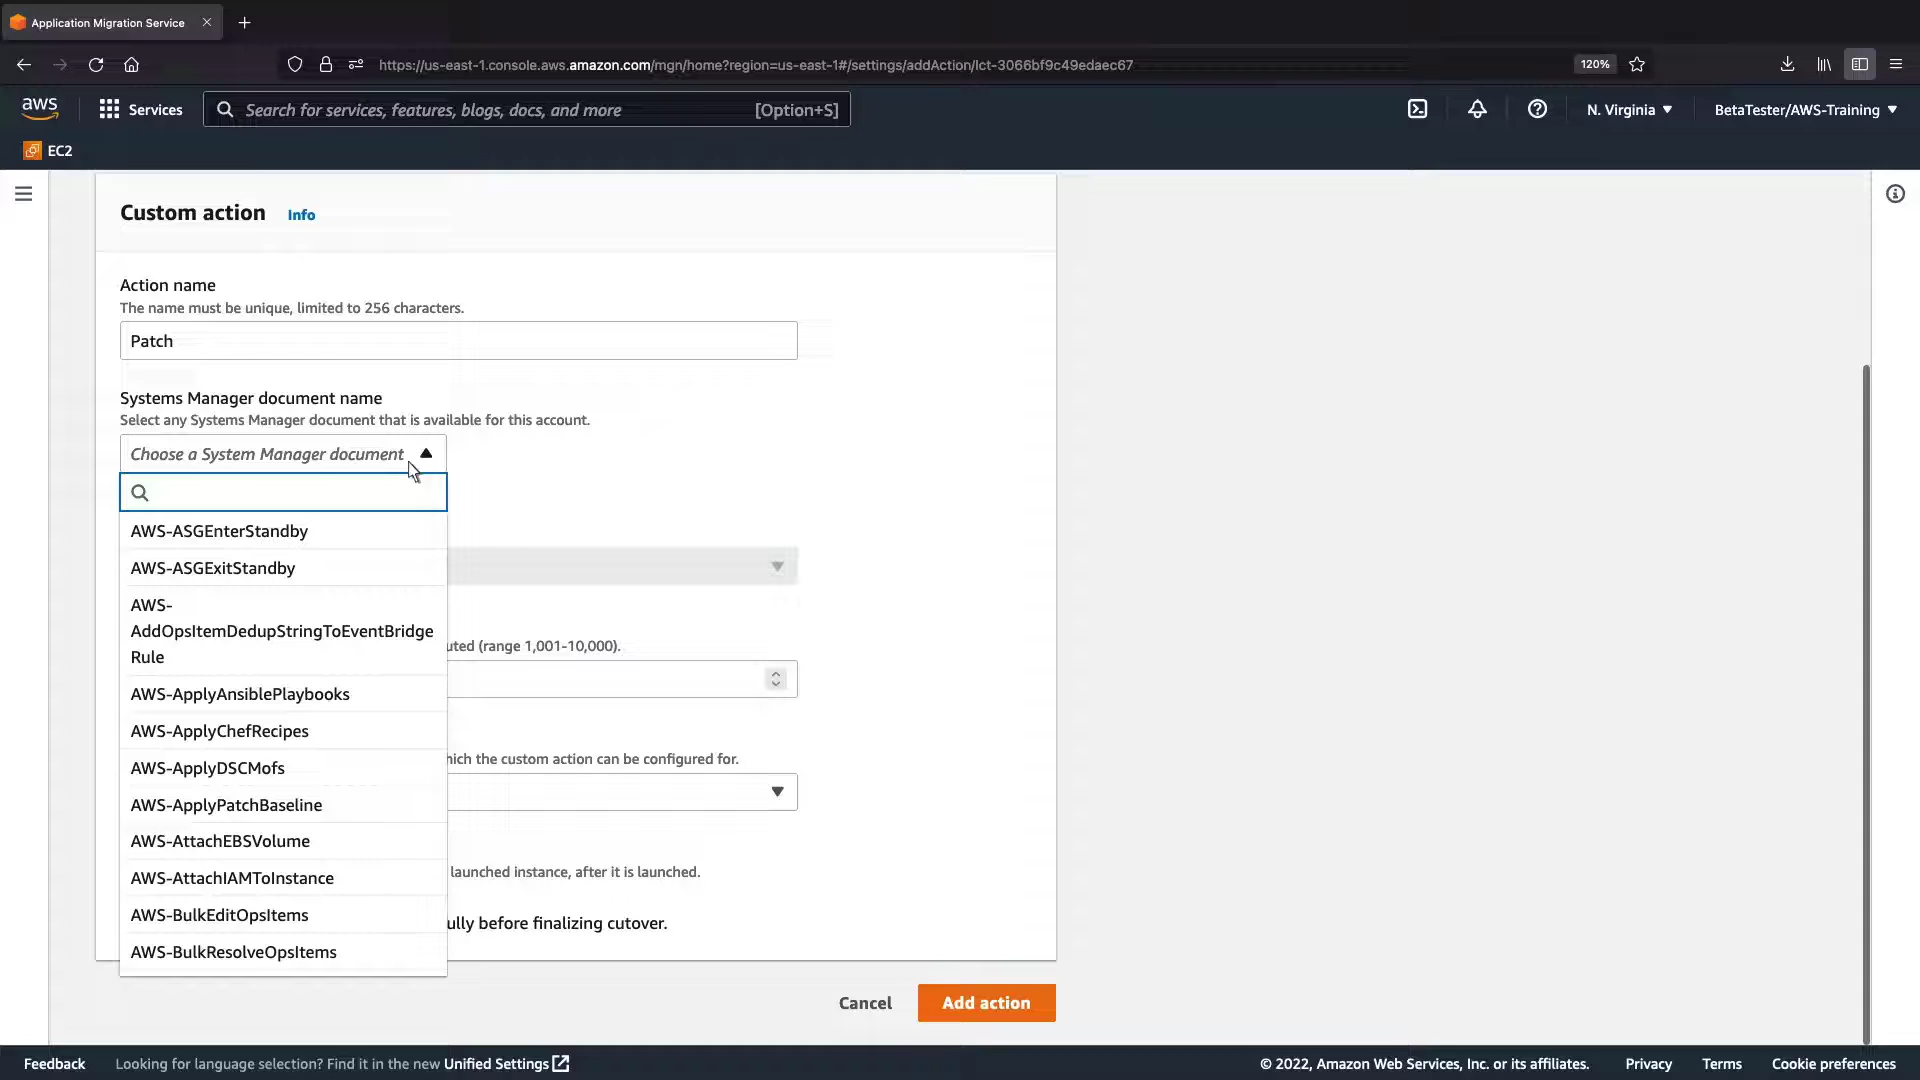 Application Migration Service
https://us-east-1.console.aws.amazon.com/mgn/home?region=us-east-1#/settings/addAction/lct-3066bf9c49edaec67
120%
aws
Services
Search for services, features, blogs, docs, and more
[Option+S]
N. Virginia
BetaTester/AWS-Training
EC2
Custom action
Info
Action name
The name must be unique, limited to 256 characters.
Patch
Systems Manager document name
Select any Systems Manager document that is available for this account.
Choose a System Manager document
AWS-ASGEnterStandby
AWS-ASGExitStandby
AWS-
AddOpsItemDedupStringToEventBridge
Rule
uted (range 1,001-10,000).
AWS-ApplyAnsiblePlaybooks
AWS-ApplyChefRecipes
hich the custom action can be configured for.
AWS-ApplyDSCMofs
AWS-ApplyPatchBaseline
AWS-AttachEBSVolume
launched instance, after it is launched.
AWS-AttachIAMToInstance
AWS-BulkEditOpsItems
ully before finalizing cutover.
AWS-BulkResolveOpsItems
Cancel
Add action
Feedback
Looking for language selection? Find it in the new Unified Settings
© 2022, Amazon Web Services, Inc. or its affiliates.
Privacy
Terms
Cookie preferences